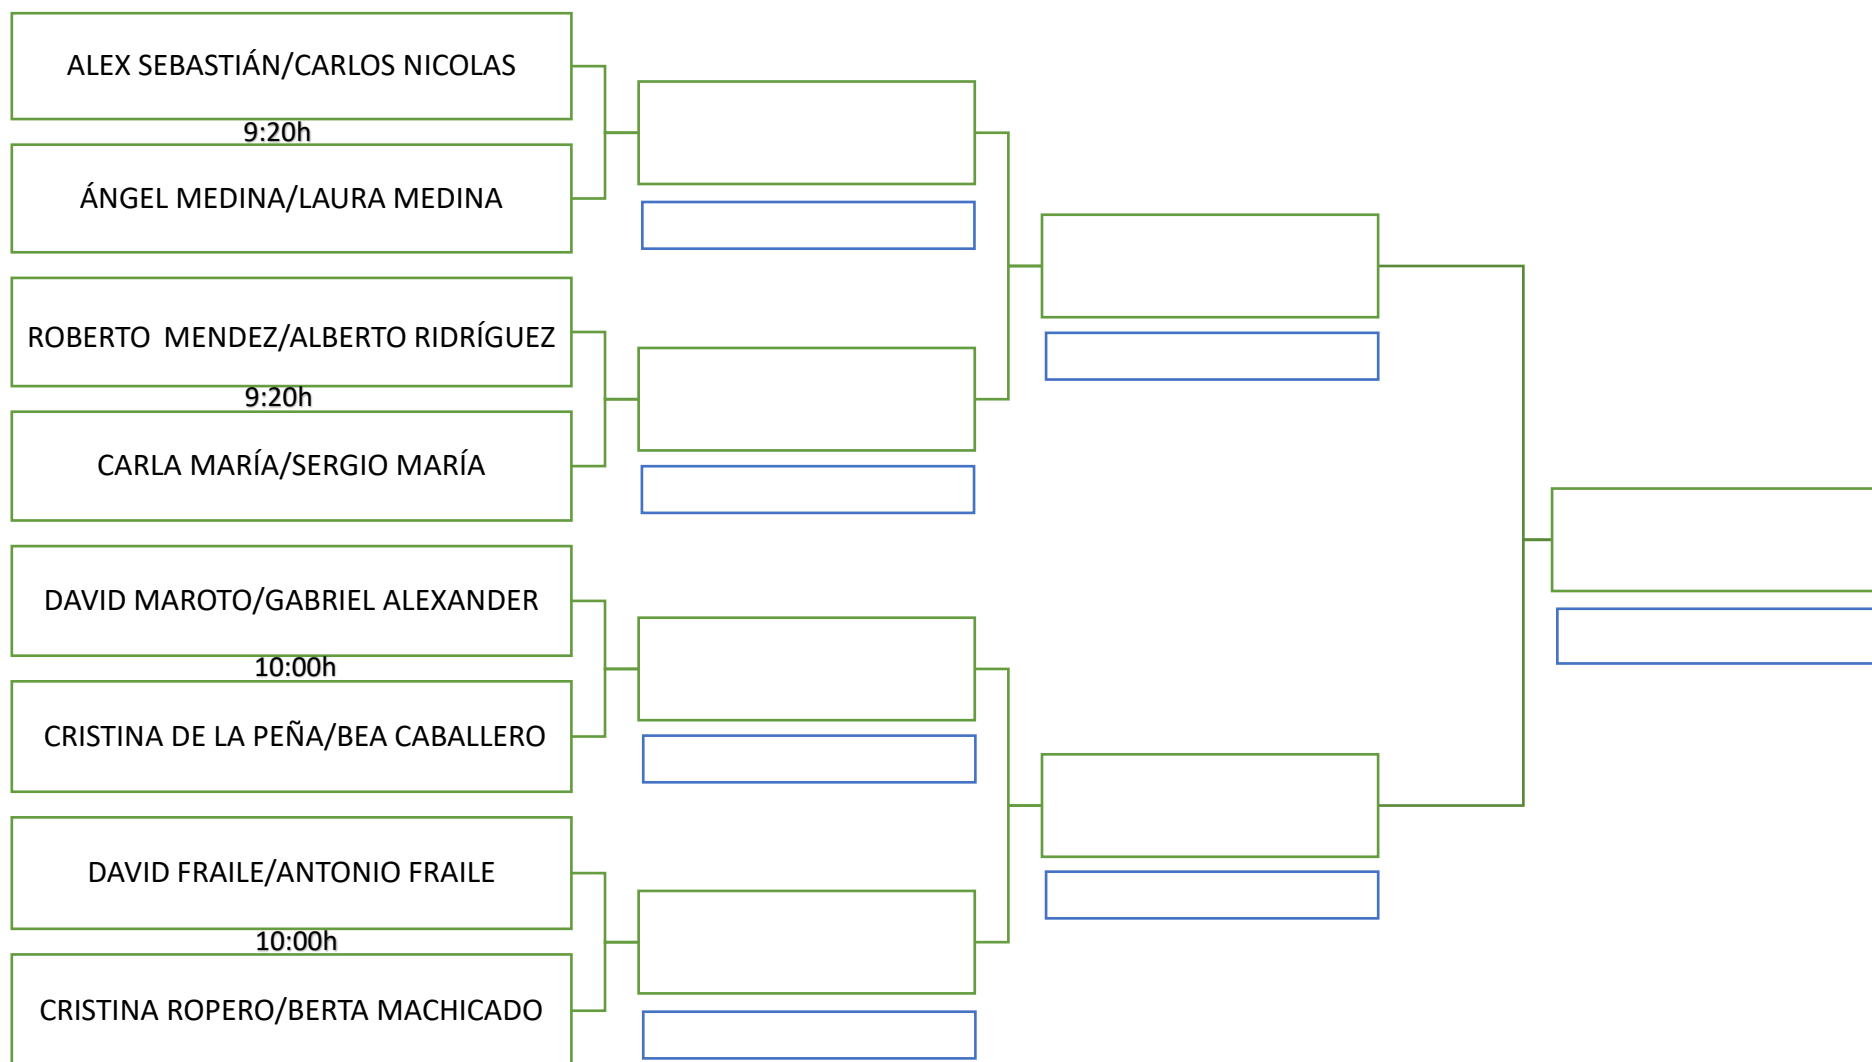 ALEX SEBASTIÁN/CARLOS NICOLAS
9:20h
ÁNGEL MEDINA/LAURA MEDINA
ROBERTO  MENDEZ/ALBERTO RIDRÍGUEZ
9:20h
CARLA MARÍA/SERGIO MARÍA
DAVID MAROTO/GABRIEL ALEXANDER
10:00h
CRISTINA DE LA PEÑA/BEA CABALLERO
DAVID FRAILE/ANTONIO FRAILE
10:00h
CRISTINA ROPERO/BERTA MACHICADO